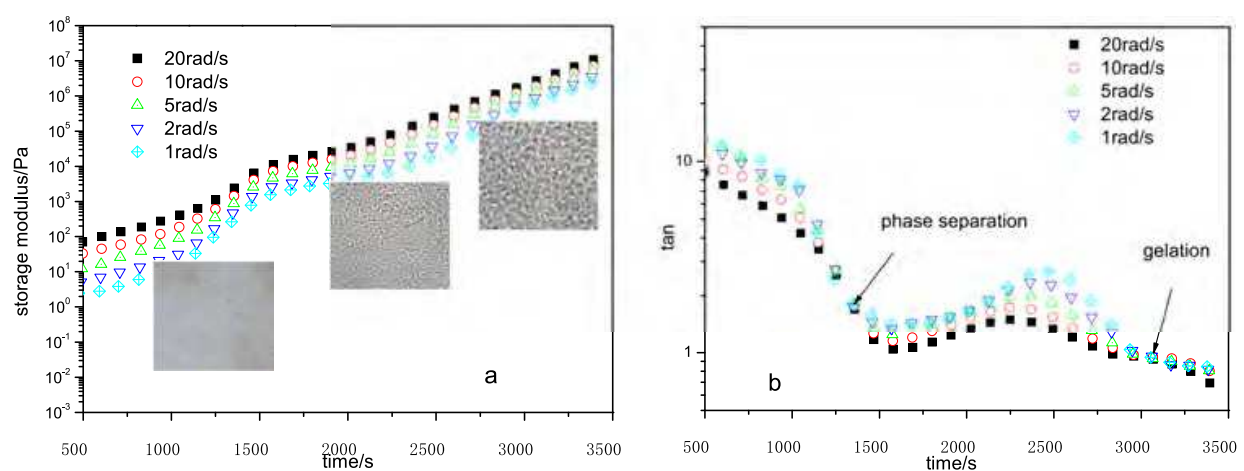 storage modulus/Pa
10^8
10^7
10^6
10^5
10^4
10^3
10^2
10^1
10^0
10^-1
10^-2
10^-3
20rad/s
10rad/s
5rad/s
2rad/s
1rad/s
a
500 1000 1500 2000 2500 3000 3500
time/s
tan
10
1
20rad/s
10rad/s
5rad/s
2rad/s
1rad/s
phase separation
gelation
b
500 1000 1500 2000 2500 3000 3500
time/s